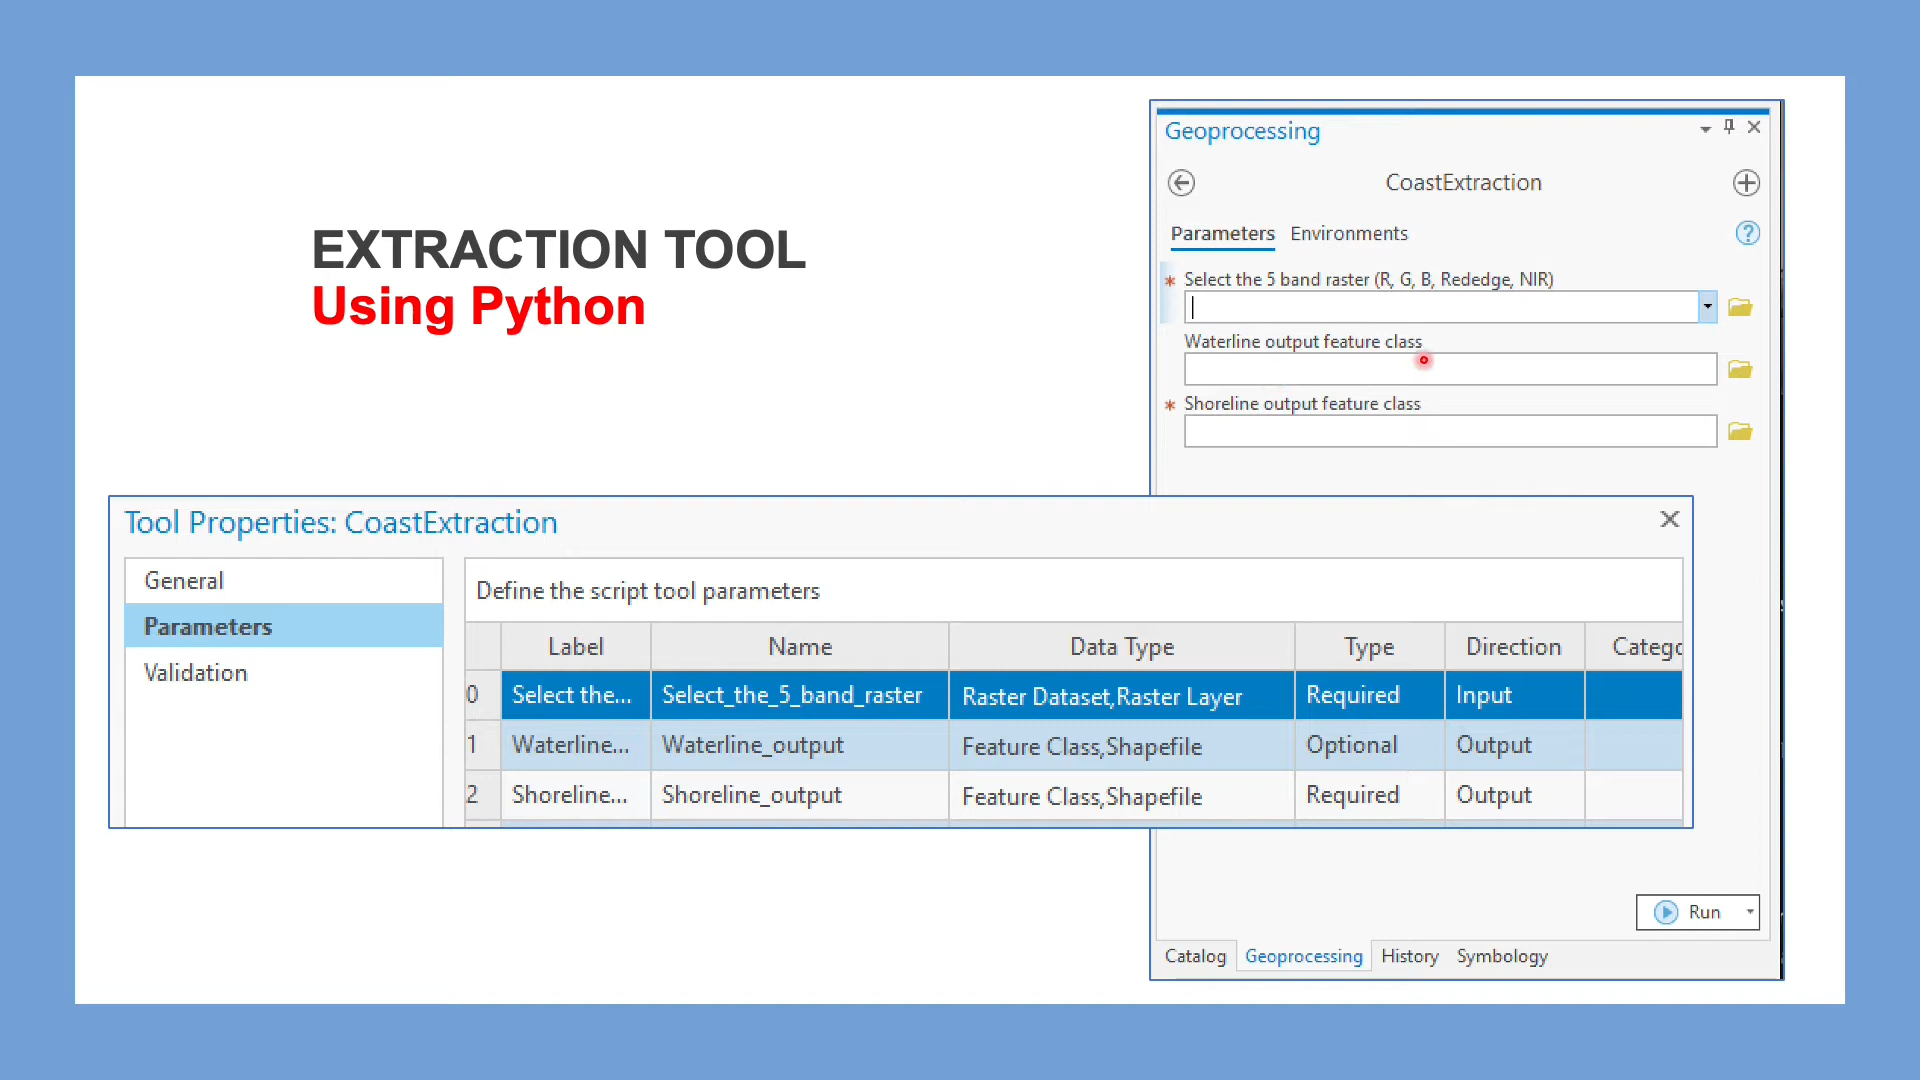 EXTRACTION TOOL
Using Python
Geoprocessing
CoastExtraction
Parameters Environments
* Select the 5 band raster (R, G, B, Rededge, NIR)
Waterline output feature class
* Shoreline output feature class
Tool Properties: CoastExtraction
General
Parameters
Validation
Define the script tool parameters
Label Name Data Type Type Direction Catego
0 Select the... Select_the_5_band_raster Raster Dataset,Raster Layer Required Input
1 Waterline... Waterline_output Feature Class,Shapefile Optional Output
2 Shoreline... Shoreline_output Feature Class,Shapefile Required Output
Run
Catalog Geoprocessing History Symbology